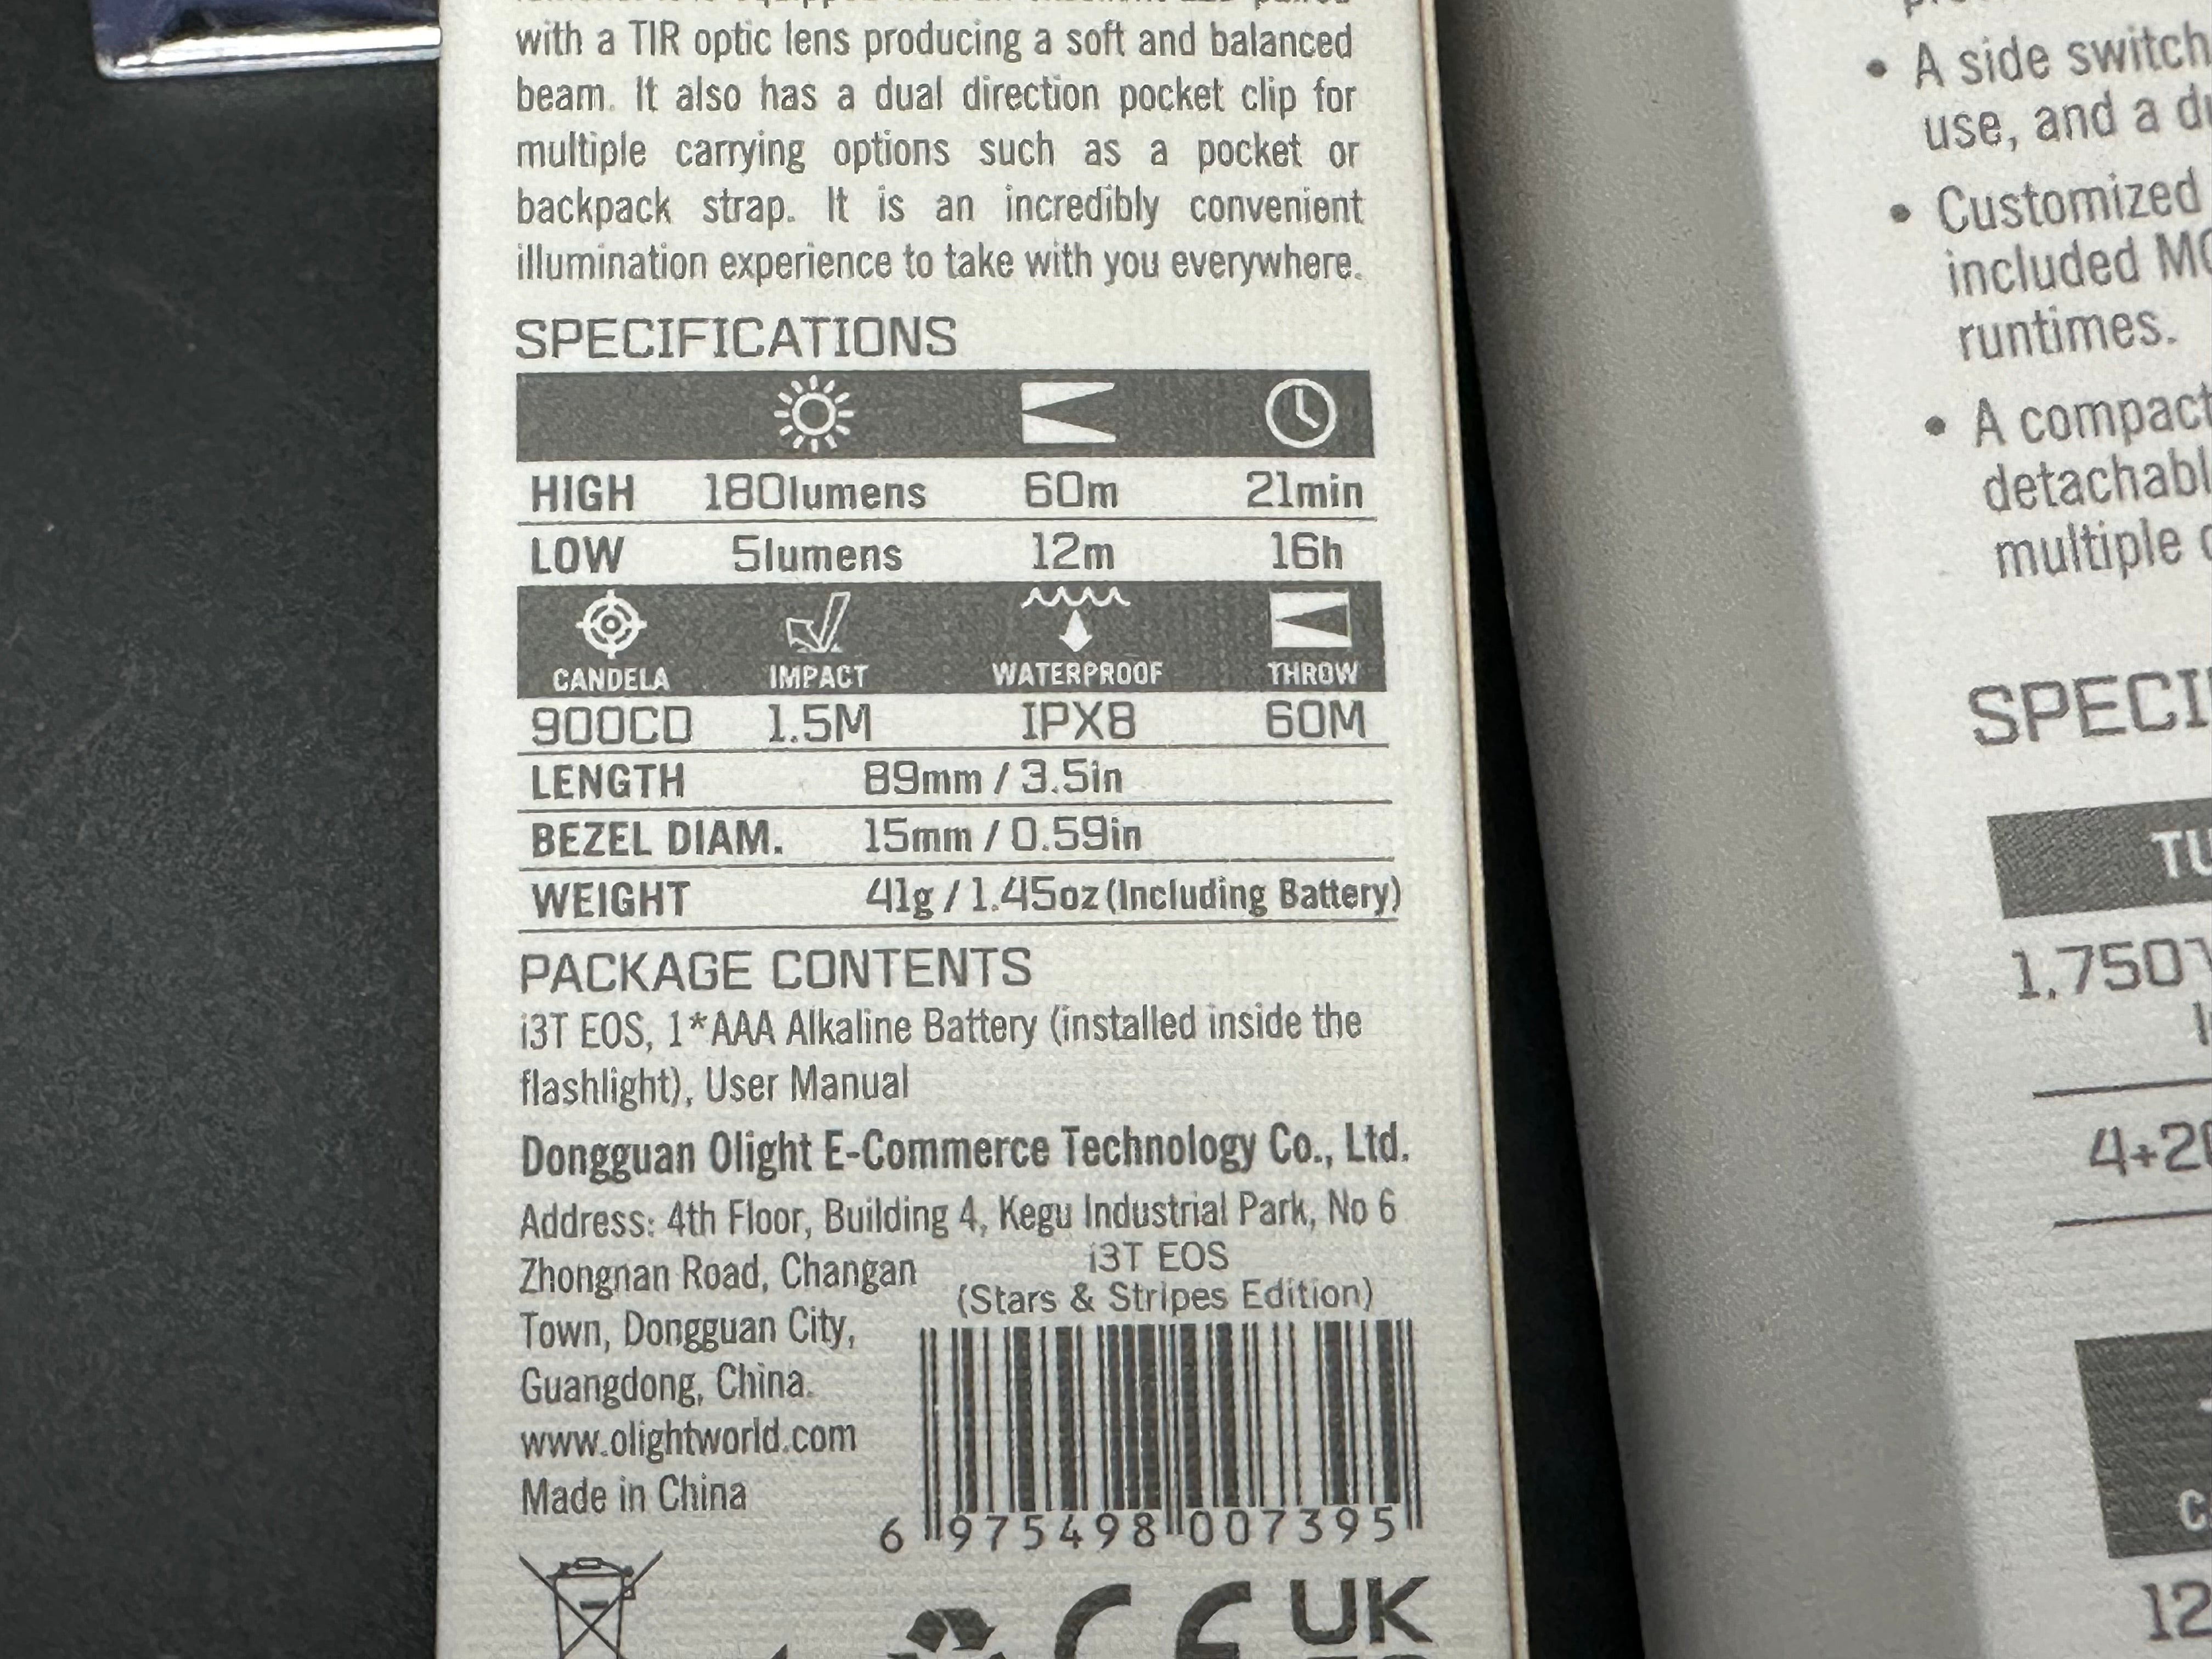 with a TIR optic lens producing a soft and balanced
beam. It also has a dual direction pocket clip for
multiple carrying options such as a pocket or
backpack strap. It is an incredibly convenient
illumination experience to take with you everywhere.
SPECIFICATIONS
HIGH 180lumens 60m 21min
LOW 5lumens 12m 16h
CANDELA IMPACT WATERPROOF THROW
900CD 1.5M IPX8 60M
LENGTH 89mm / 3.5in
BEZEL DIAM. 15mm / 0.59in
WEIGHT 41g / 1.45oz (Including Battery)
PACKAGE CONTENTS
i3T EOS, 1*AAA Alkaline Battery (installed inside the
flashlight), User Manual
Dongguan Olight E-Commerce Technology Co., Ltd.
Address: 4th Floor, Building 4, Kegu Industrial Park, No 6
Zhongnan Road, Changan
Town, Dongguan City,
Guangdong, China.
www.olightworld.com
Made in China
i3T EOS
(Stars & Stripes Edition)
6 975498 007395
CE
UK
• A side switch
use, and a
• Customized
included
runtimes.
• A compact
multiple
1,750
4+20
12